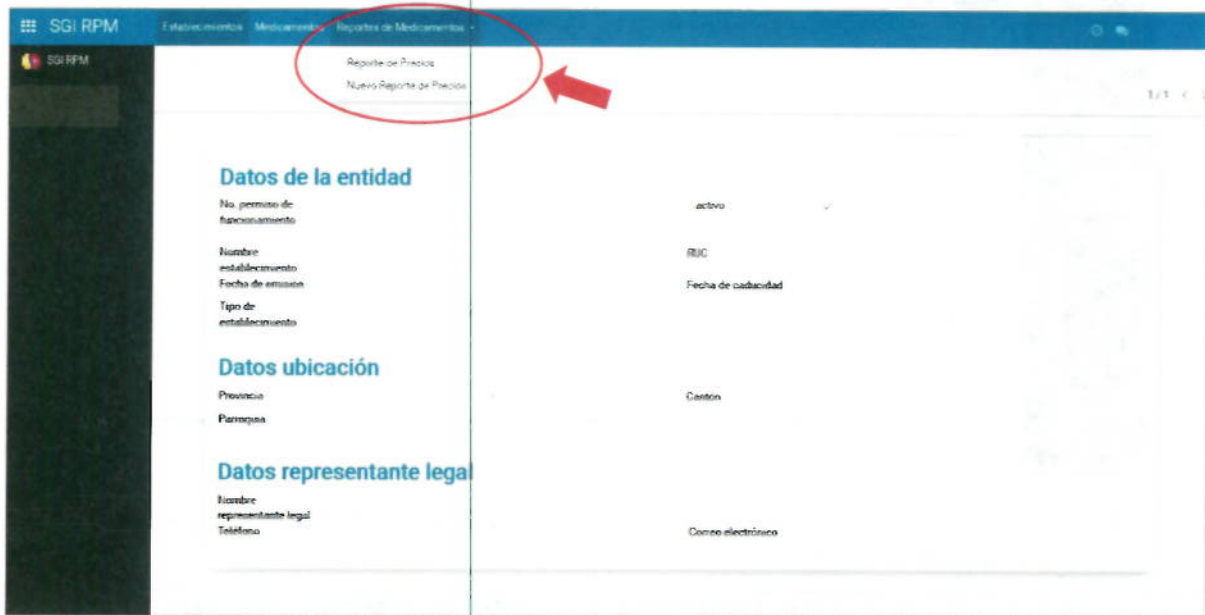 SGI RPM
Establecimientos Medicamentos Reportes de Medicamentos
SGI RPM
Reporte de Precios
Nuevo Reporte de Precios
1 / 1
Datos de la entidad
No. permiso de
funcionamiento
activo
Nombre
establecimiento
RUC
Fecha de emision
Fecha de caducidad
Tipo de
establecimiento
Datos ubicación
Provincia
Canton
Parroquia
Datos representante legal
Nombre
representante legal
Teléfono
Correo electrónico